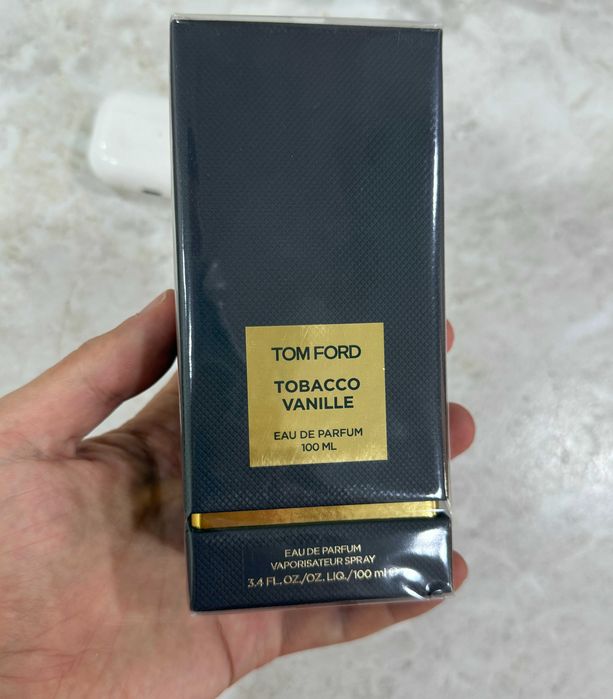 TOM FORD
TOBACCO
VANILLE
EAU DE PARFUM
100 ML
EAU DE PARFUM
VAPORISATEUR SPRAY
3.4 FL.OZ./OZ. LIQ./100 ml